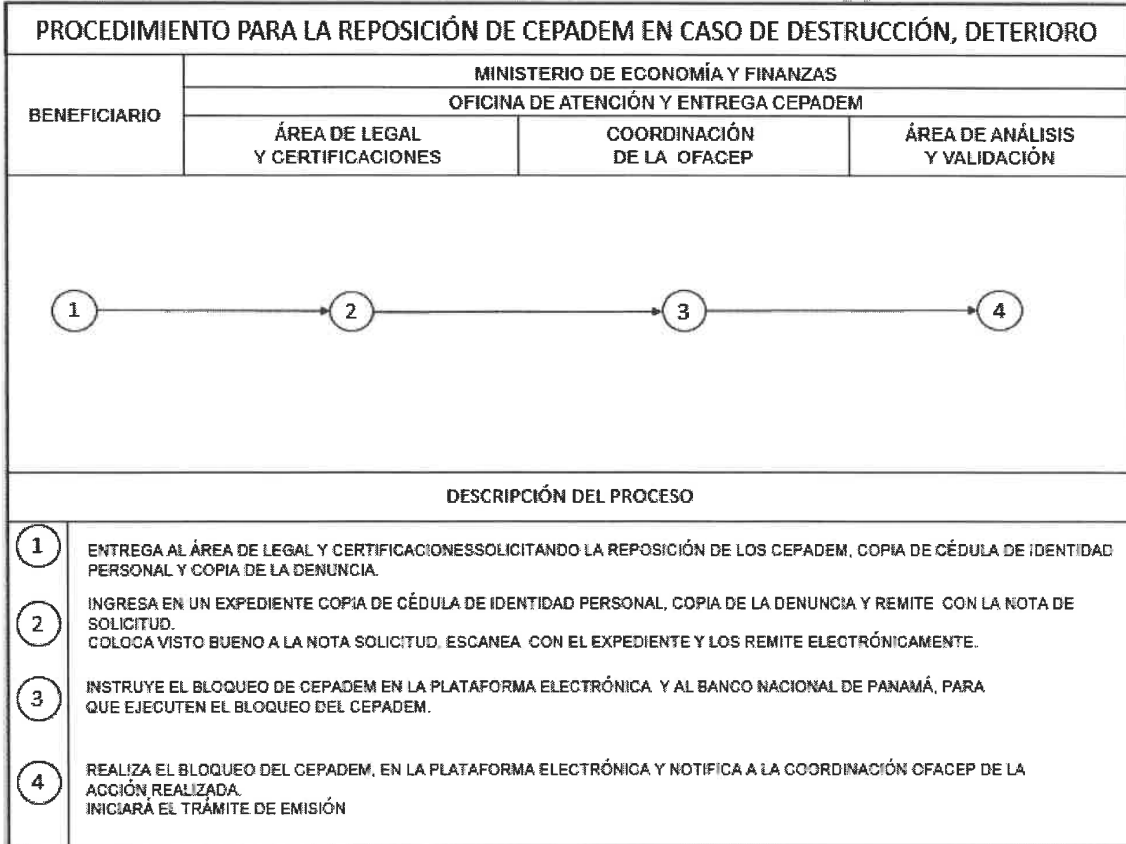 PROCEDIMIENTO PARA LA REPOSICIÓN DE CEPADEM EN CASO DE DESTRUCCIÓN, DETERIORO
BENEFICIARIO
MINISTERIO DE ECONOMÍA Y FINANZAS
OFICINA DE ATENCIÓN Y ENTREGA CEPADEM
ÁREA DE LEGAL
Y CERTIFICACIONES
COORDINACIÓN
DE LA OFACEP
ÁREA DE ANÁLISIS
Y VALIDACIÓN
1
2
3
4
DESCRIPCIÓN DEL PROCESO
1
ENTREGA AL ÁREA DE LEGAL Y CERTIFICACIONESSOLICITANDO LA REPOSICIÓN DE LOS CEPADEM, COPIA DE CÉDULA DE IDENTIDAD
PERSONAL Y COPIA DE LA DENUNCIA.
2
INGRESA EN UN EXPEDIENTE COPIA DE CÉDULA DE IDENTIDAD PERSONAL, COPIA DE LA DENUNCIA Y REMITE CON LA NOTA DE
SOLICITUD.
COLOCA VISTO BUENO A LA NOTA SOLICITUD, ESCANEA CON EL EXPEDIENTE Y LOS REMITE ELECTRÓNICAMENTE.
3
INSTRUYE EL BLOQUEO DE CEPADEM EN LA PLATAFORMA ELECTRÓNICA Y AL BANCO NACIONAL DE PANAMÁ, PARA
QUE EJECUTEN EL BLOQUEO DEL CEPADEM.
4
REALIZA EL BLOQUEO DEL CEPADEM, EN LA PLATAFORMA ELECTRÓNICA Y NOTIFICA A LA COORDINACIÓN OFACEP DE LA
ACCIÓN REALIZADA.
INICIARÁ EL TRÁMITE DE EMISIÓN